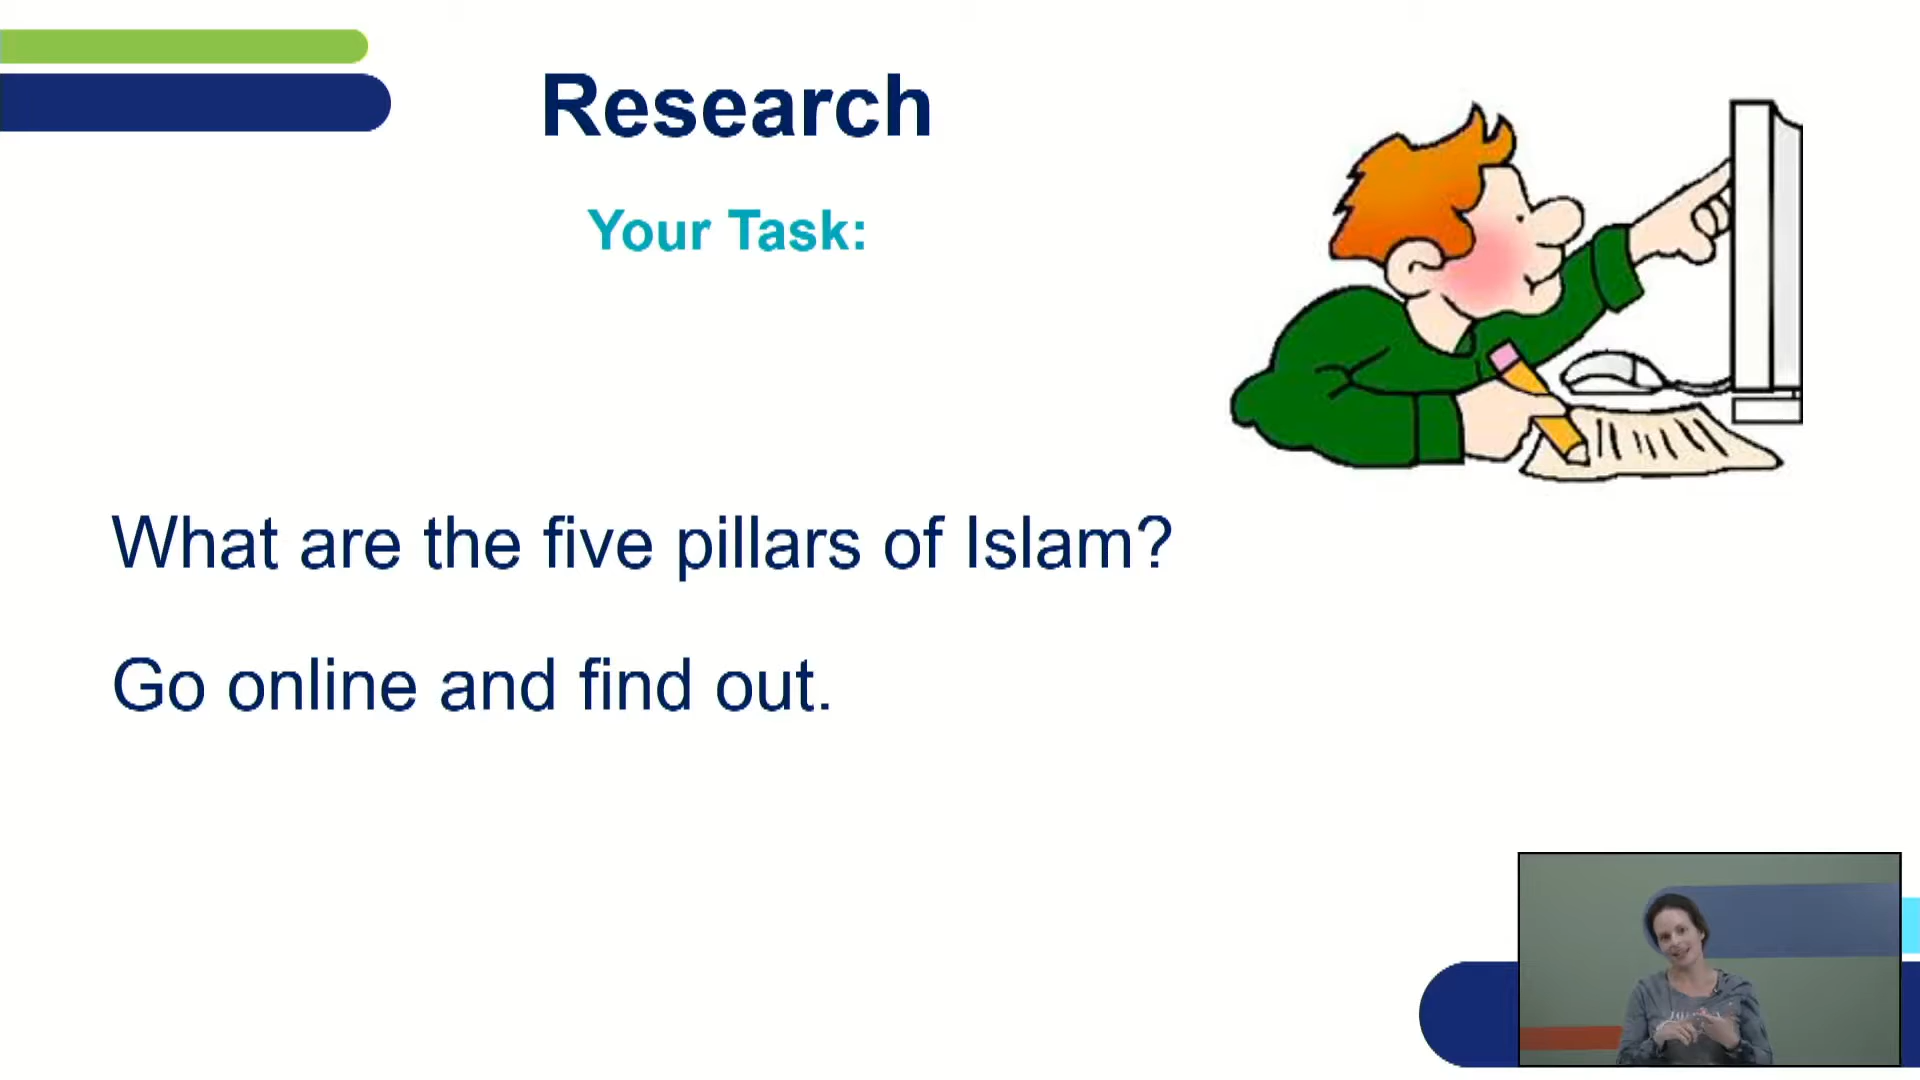 Research
Your Task:
What are the five pillars of Islam?
Go online and find out.